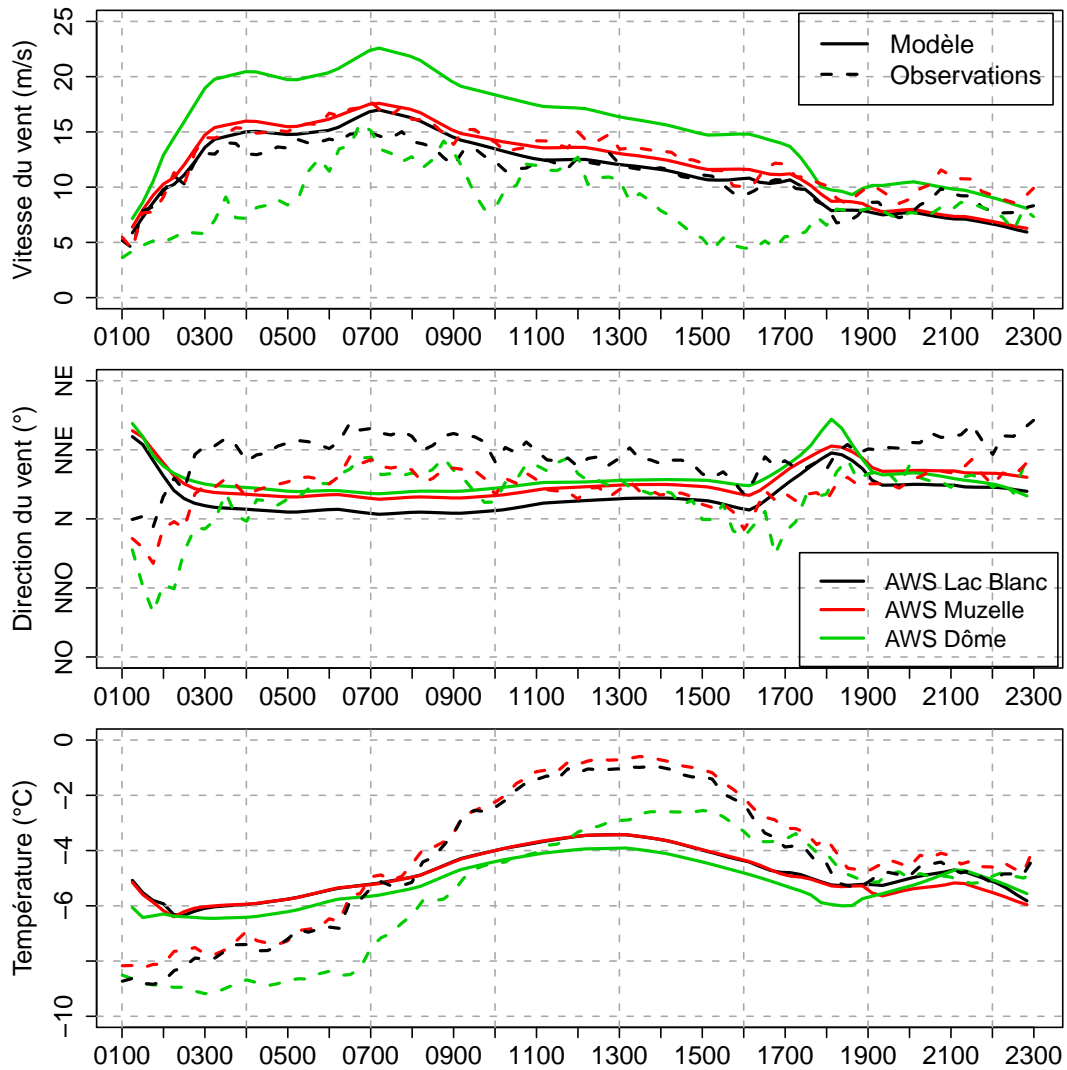 Vitesse du vent (m/s)
25
20
15
10
5
0
Modèle
Observations
0100 0300 0500 0700 0900 1100 1300 1500 1700 1900 2100 2300
Direction du vent (°)
NE
NNE
N
NNO
NO
AWS Lac Blanc
AWS Muzelle
AWS Dôme
0100 0300 0500 0700 0900 1100 1300 1500 1700 1900 2100 2300
Température (°C)
0
−2
−4
−6
−8
−10
0100 0300 0500 0700 0900 1100 1300 1500 1700 1900 2100 2300